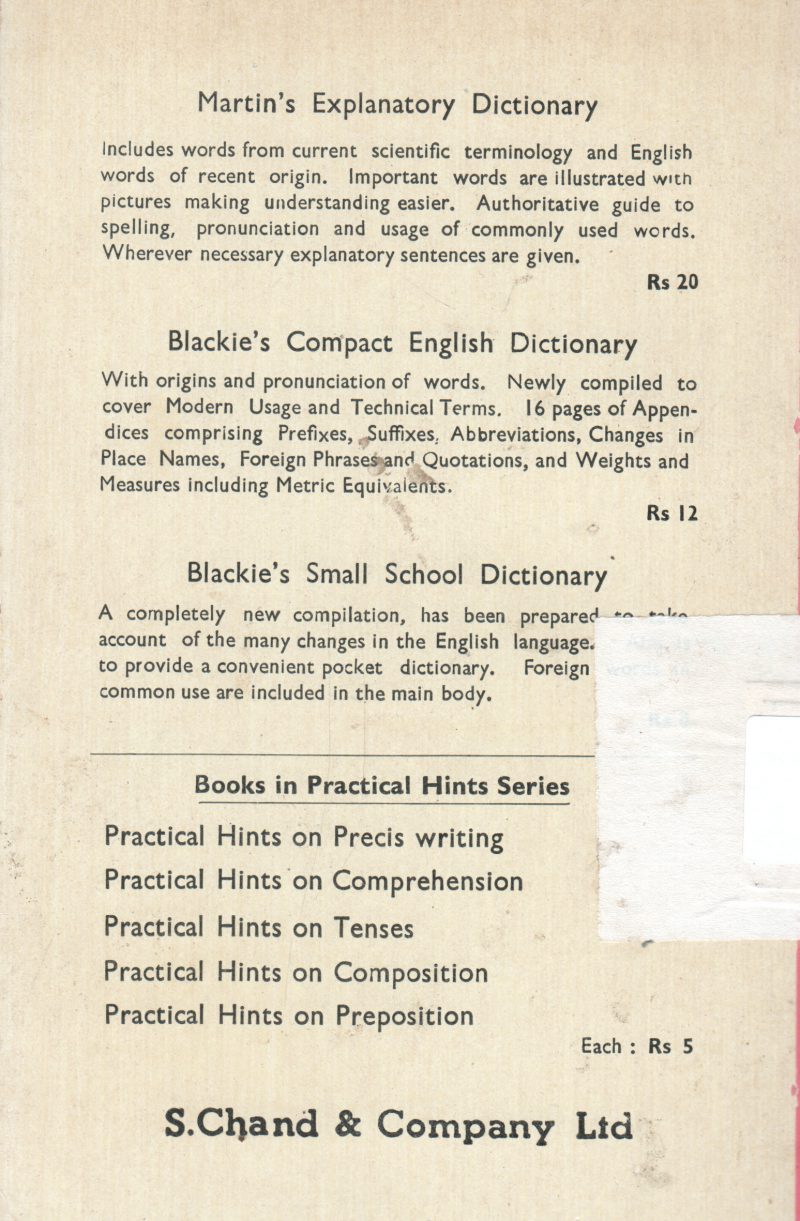 Martin's Explanatory Dictionary
Includes words from current scientific terminology and English
words of recent origin. Important words are illustrated with
pictures making understanding easier. Authoritative guide to
spelling, pronunciation and usage of commonly used words.
Wherever necessary explanatory sentences are given.
Rs 20
Blackie's Compact English Dictionary
With origins and pronunciation of words. Newly compiled to
cover Modern Usage and Technical Terms. 16 pages of Appen-
dices comprising Prefixes, Suffixes, Abbreviations, Changes in
Place Names, Foreign Phrases and Quotations, and Weights and
Measures including Metric Equivalents.
Rs 12
Blackie's Small School Dictionary
A completely new compilation, has been prepared to take
account of the many changes in the English language.
to provide a convenient pocket dictionary. Foreign words
common use are included in the main body.
Books in Practical Hints Series
Practical Hints on Precis writing
Practical Hints on Comprehension
Practical Hints on Tenses
Practical Hints on Composition
Practical Hints on Preposition
Each : Rs 5
S.Chand & Company Ltd